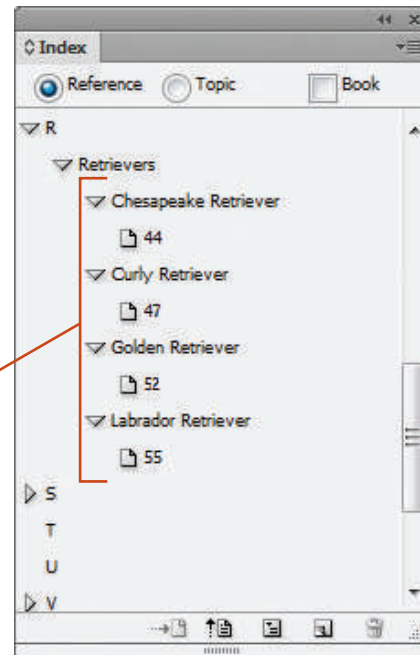 Index
Reference Topic Book
R
Retrievers
Chesapeake Retriever
44
Curly Retriever
47
Golden Retriever
52
Labrador Retriever
55
S
T
U
V